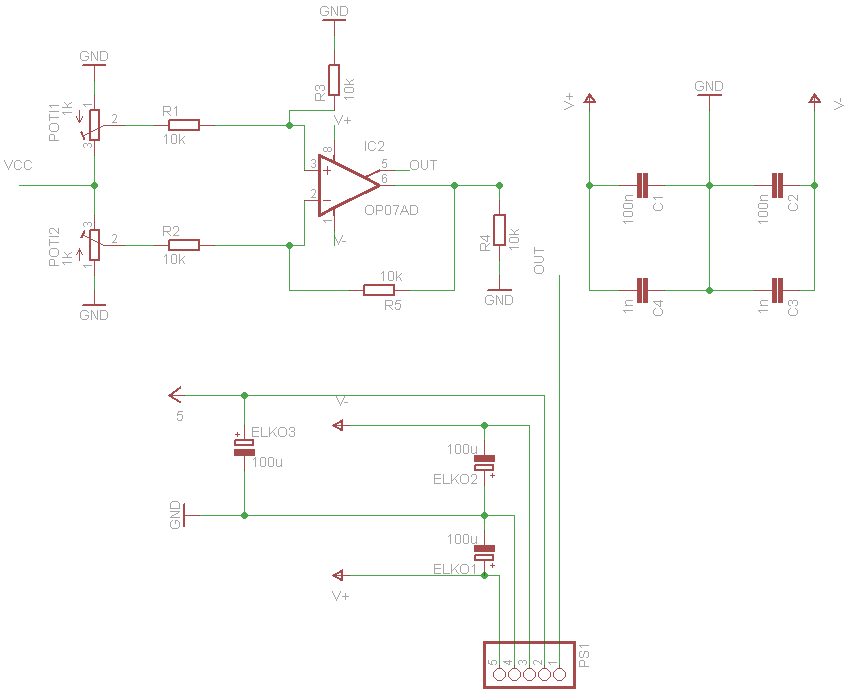 GND
GND
POTI1
1k
1
2
3
R1
10k
R3
10k
V+
IC2
8
3
+
2
-
1
5
OUT
6
OP07AD
V-
VCC
POTI2
1k
3
2
1
GND
R2
10k
10k
R5
R4
10k
GND
OUT
V+
GND
V-
100n
C1
100n
C2
1n
C4
1n
C3
5
V-
+
ELKO3
100u
100u
ELKO2
+
GND
100u
ELKO1
+
V+
PS1
5
4
3
2
1